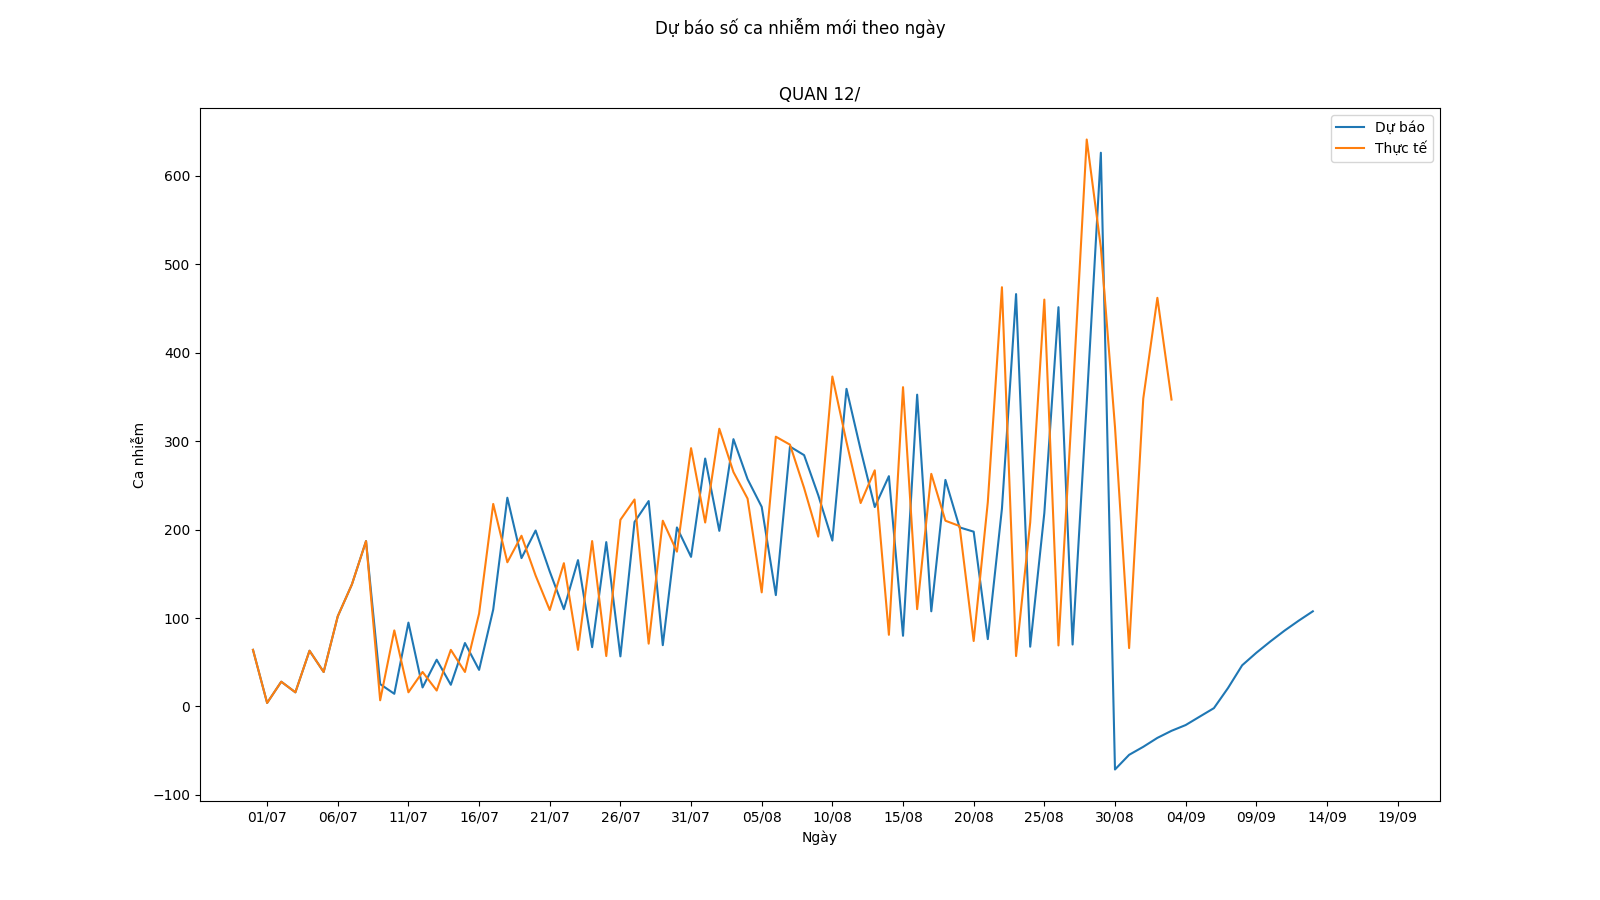 Dự báo số ca nhiễm mới theo ngày
QUAN 12/
Dự báo
Thực tế
600
500
400
300
200
100
0
−100
Ca nhiễm
01/07 06/07 11/07 16/07 21/07 26/07 31/07 05/08 10/08 15/08 20/08 25/08 30/08 04/09 09/09 14/09 19/09
Ngày